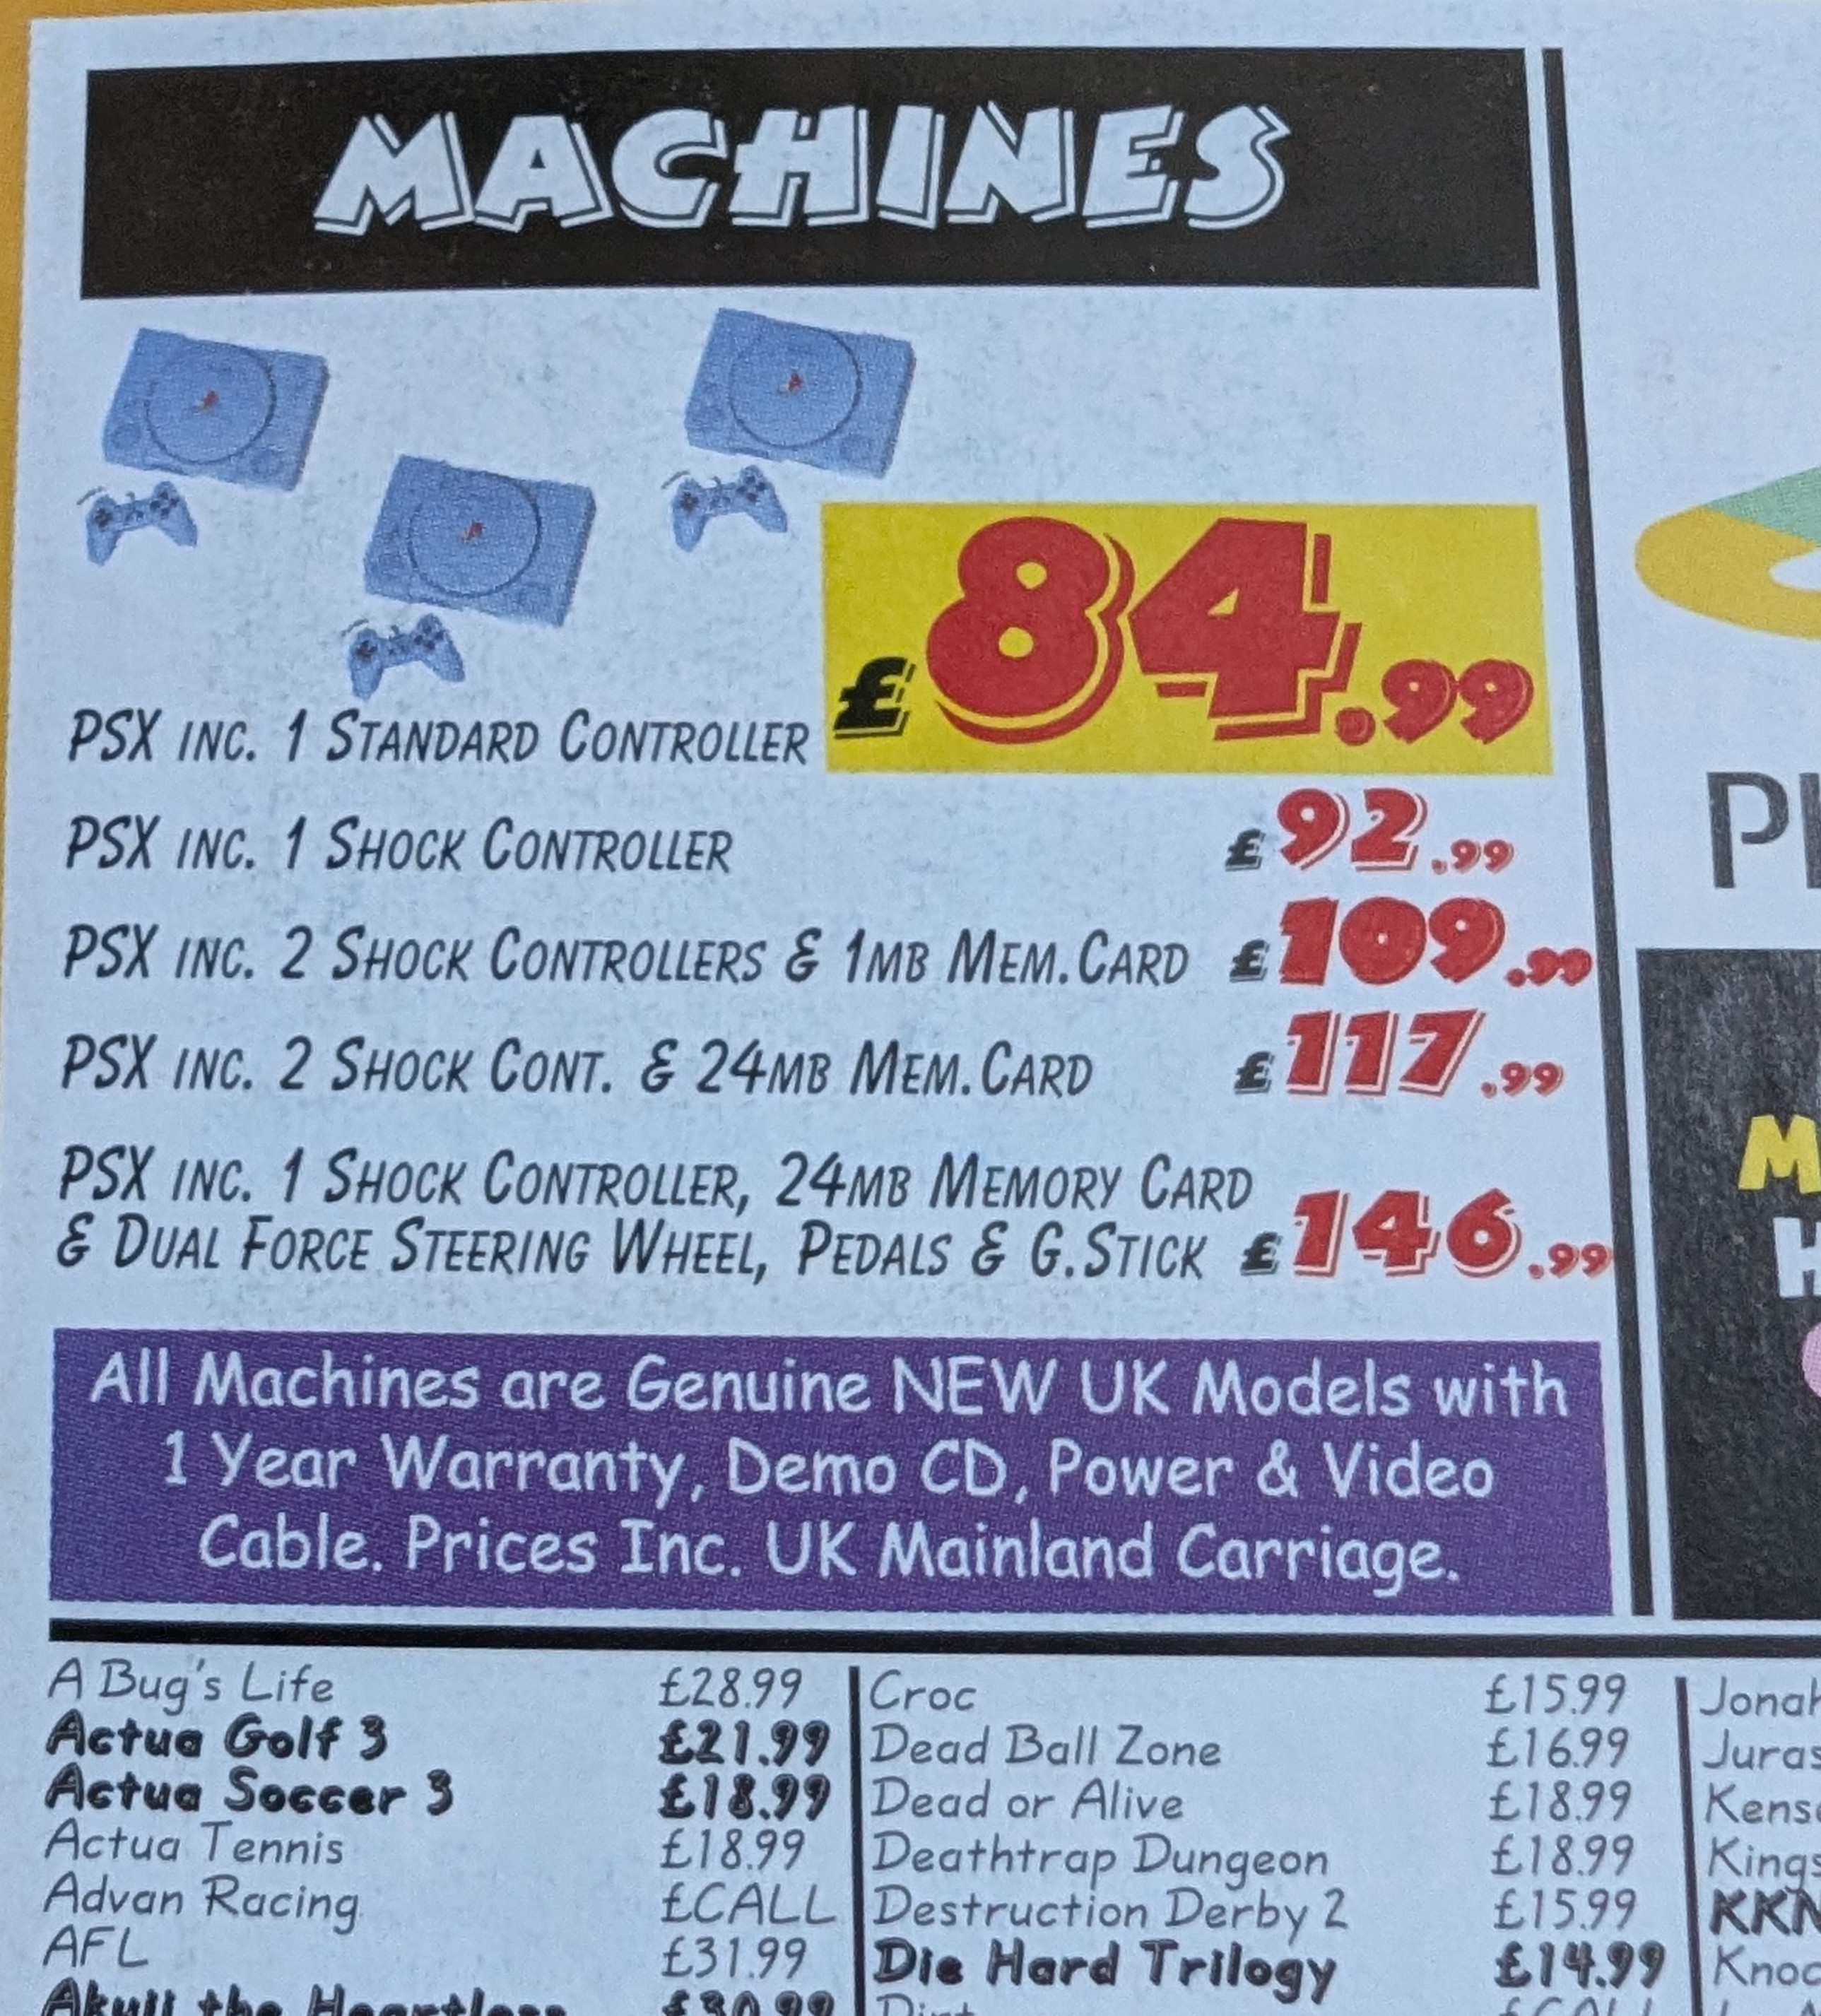 MACHINES
PSX INC. 1 STANDARD CONTROLLER £84.99
PSX INC. 1 SHOCK CONTROLLER £92.99
PSX INC. 2 SHOCK CONTROLLERS & 1MB MEM.CARD £109.99
PSX INC. 2 SHOCK CONT. & 24MB MEM.CARD £117.99
PSX INC. 1 SHOCK CONTROLLER, 24MB MEMORY CARD
& DUAL FORCE STEERING WHEEL, PEDALS & G.STICK £146.99
All Machines are Genuine NEW UK Models with
1 Year Warranty, Demo CD, Power & Video
Cable. Prices Inc. UK Mainland Carriage.
A Bug's Life £28.99
Actua Golf 3 £21.99
Actua Soccer 3 £18.99
Actua Tennis £18.99
Advan Racing £CALL
AFL £31.99
Akuji the Heartless £30.99
Croc £15.99
Dead Ball Zone £16.99
Dead or Alive £18.99
Deathtrap Dungeon £18.99
Destruction Derby 2 £15.99
Die Hard Trilogy £14.99